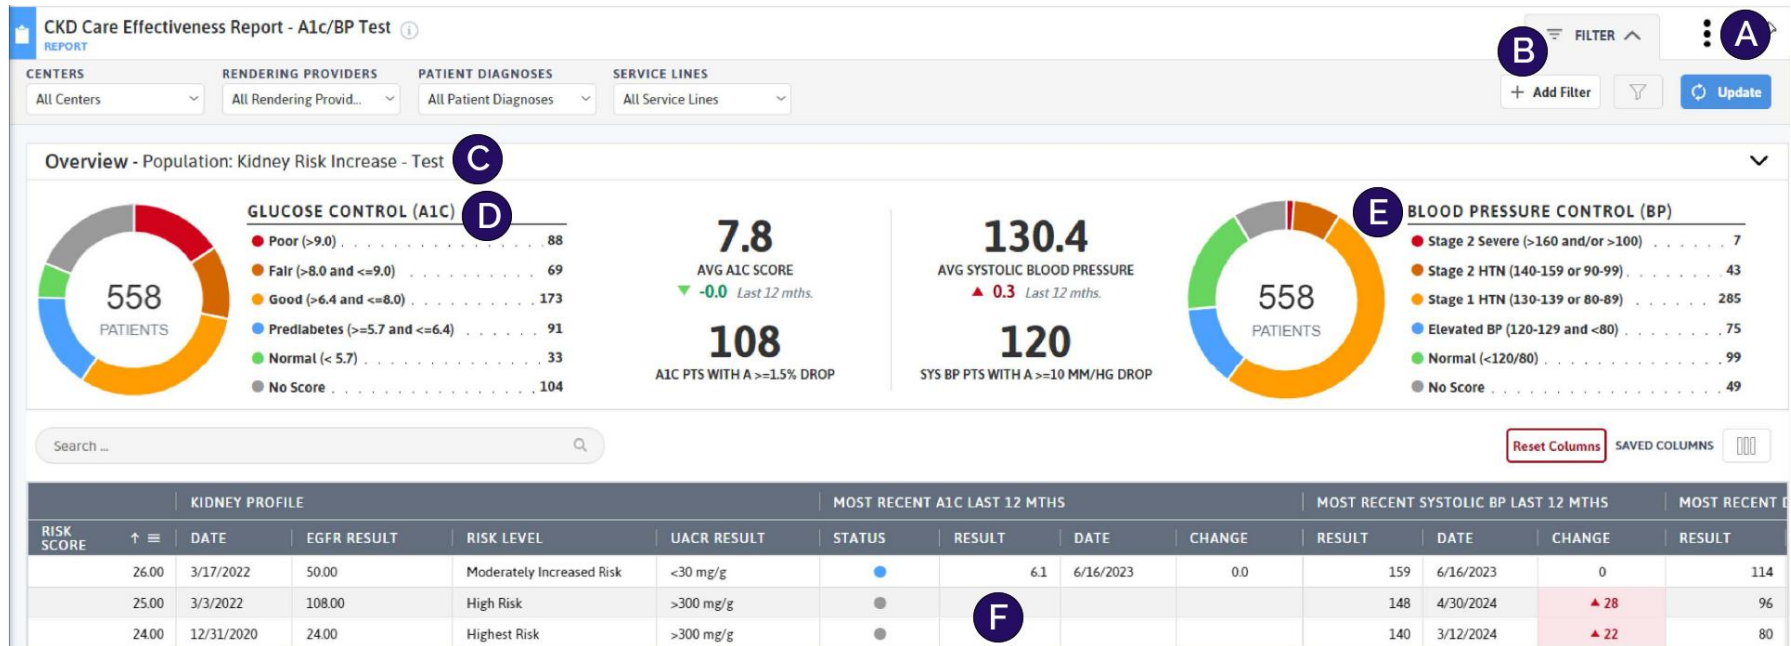 CKD Care Effectiveness Report - A1c/BP Test
REPORT
FILTER
A
B
CENTERS
RENDERING PROVIDERS
PATIENT DIAGNOSES
SERVICE LINES
All Centers
All Rendering Provid...
All Patient Diagnoses
All Service Lines
+ Add Filter
Update
Overview - Population: Kidney Risk Increase - Test
C
558
PATIENTS
GLUCOSE CONTROL (A1C)
D
Poor (>9.0) 88
Fair (>8.0 and <=9.0) 69
Good (>6.4 and <=8.0) 173
Prediabetes (>=5.7 and <=6.4) 91
Normal (< 5.7) 33
No Score 104
7.8
AVG A1C SCORE
▼ -0.0 Last 12 mths.
108
A1C PTS WITH A >=1.5% DROP
130.4
AVG SYSTOLIC BLOOD PRESSURE
▲ 0.3 Last 12 mths.
120
SYS BP PTS WITH A >=10 MM/HG DROP
558
PATIENTS
E
BLOOD PRESSURE CONTROL (BP)
Stage 2 Severe (>160 and/or >100) 7
Stage 2 HTN (140-159 or 90-99) 43
Stage 1 HTN (130-139 or 80-89) 285
Elevated BP (120-129 and <80) 75
Normal (<120/80) 99
No Score 49
Search ...
Reset Columns
SAVED COLUMNS
KIDNEY PROFILE MOST RECENT A1C LAST 12 MTHS MOST RECENT SYSTOLIC BP LAST 12 MTHS MOST RECENT
RISK SCORE DATE EGFR RESULT RISK LEVEL UACR RESULT STATUS RESULT DATE CHANGE RESULT DATE CHANGE RESULT
26.00 3/17/2022 50.00 Moderately Increased Risk <30 mg/g 6.1 6/16/2023 0.0 159 6/16/2023 0 114
25.00 3/3/2022 108.00 High Risk >300 mg/g 148 4/30/2024 ▲ 28 96
F
24.00 12/31/2020 24.00 Highest Risk >300 mg/g 140 3/12/2024 ▲ 22 80